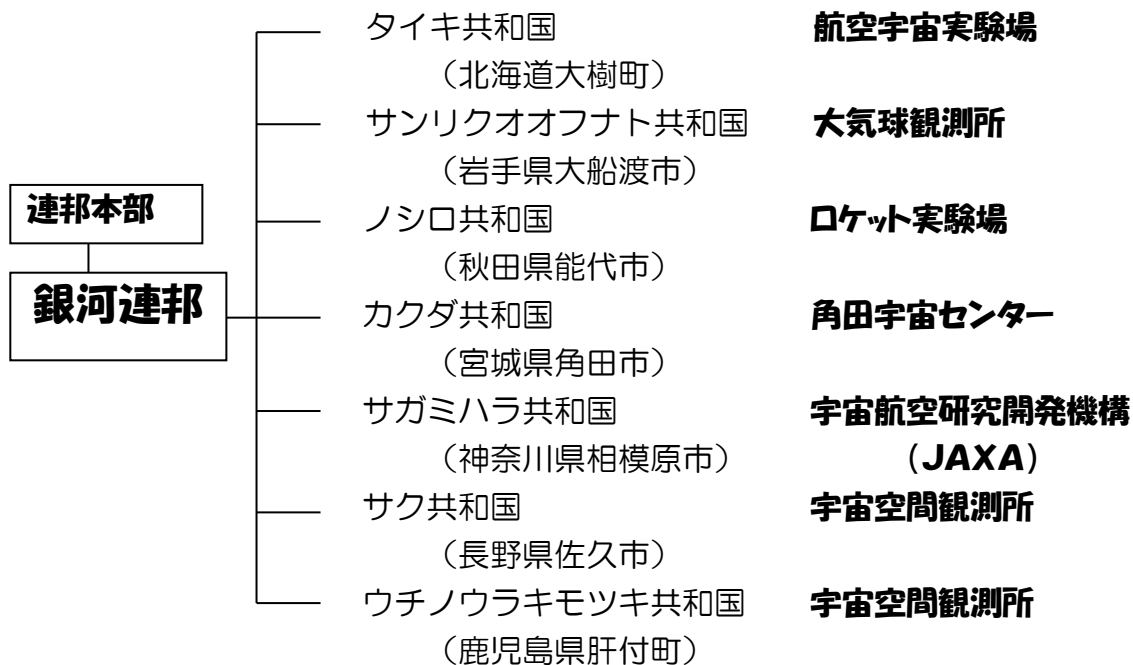 タイキ共和国 航空宇宙実験場
（北海道大樹町）
サンリクオオフナト共和国 大気球観測所
（岩手県大船渡市）
連邦本部
ノシロ共和国 ロケット実験場
（秋田県能代市）
銀河連邦
カクダ共和国 角田宇宙センター
（宮城県角田市）
サガミハラ共和国 宇宙航空研究開発機構
（神奈川県相模原市） （JAXA）
サク共和国 宇宙空間観測所
（長野県佐久市）
ウチノウラキモツキ共和国 宇宙空間観測所
（鹿児島県肝付町）